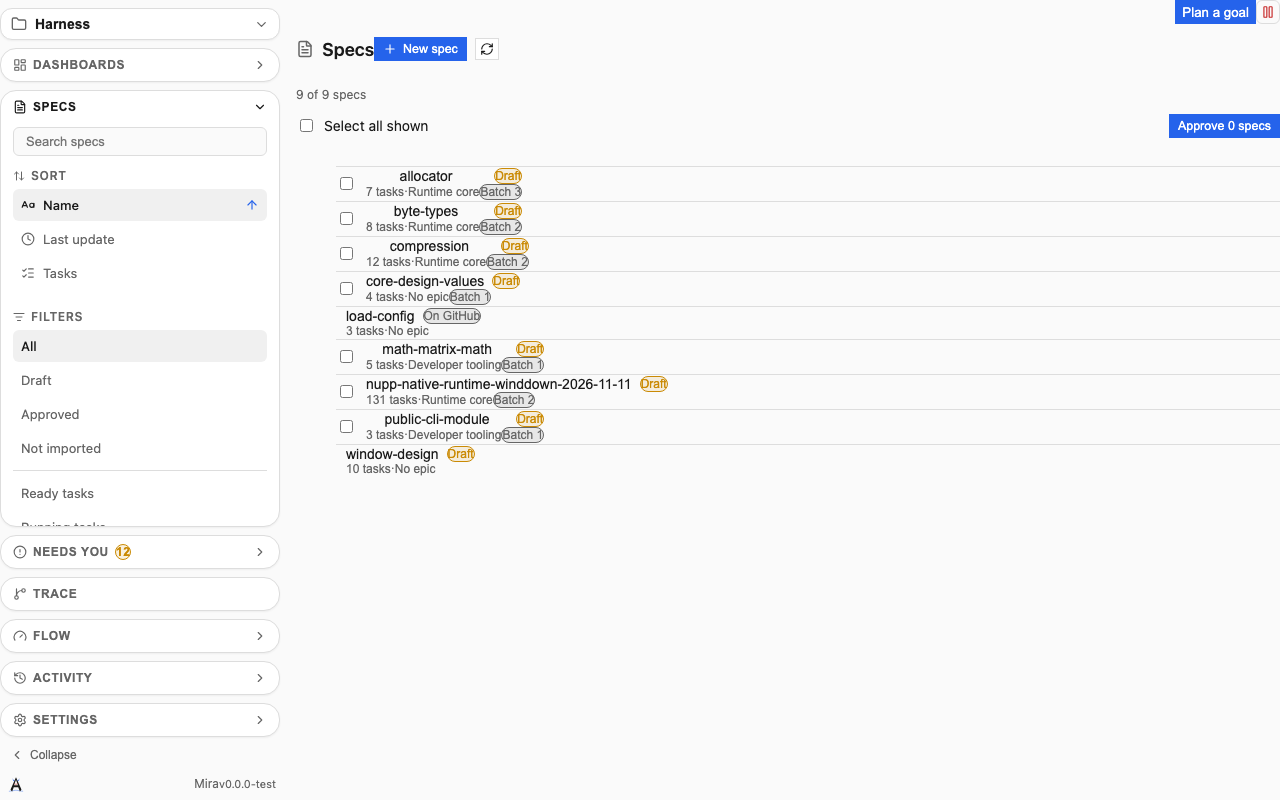 Harness
DASHBOARDS
SPECS
Search specs
SORT
Aa Name
Last update
Tasks
FILTERS
All
Draft
Approved
Not imported
Ready tasks
Running tasks
NEEDS YOU 12
TRACE
FLOW
ACTIVITY
SETTINGS
Collapse
Mirav0.0.0-test
Plan a goal
Specs
New spec
9 of 9 specs
Select all shown
Approve 0 specs
allocator Draft
7 tasks·Runtime core Batch 3
byte-types Draft
8 tasks·Runtime core Batch 2
compression Draft
12 tasks·Runtime core Batch 2
core-design-values Draft
4 tasks·No epic Batch 1
load-config On GitHub
3 tasks·No epic
math-matrix-math Draft
5 tasks·Developer tooling Batch 1
nupp-native-runtime-winddown-2026-11-11 Draft
131 tasks·Runtime core Batch 2
public-cli-module Draft
3 tasks·Developer tooling Batch 1
window-design Draft
10 tasks·No epic